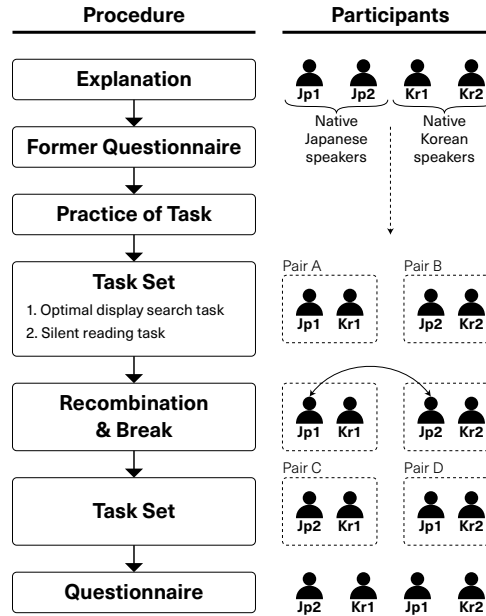 Procedure
Participants
Explanation
Jp1 Jp2 Kr1 Kr2
Native
Japanese
speakers
Native
Korean
speakers
Former Questionnaire
Practice of Task
Task Set
1. Optimal display search task
2. Silent reading task
Pair A
Jp1 Kr1
Pair B
Jp2 Kr2
Recombination
& Break
Jp1 Kr1
Jp2 Kr2
Task Set
Pair C
Jp2 Kr1
Pair D
Jp1 Kr2
Questionnaire
Jp2 Kr1 Jp1 Kr2